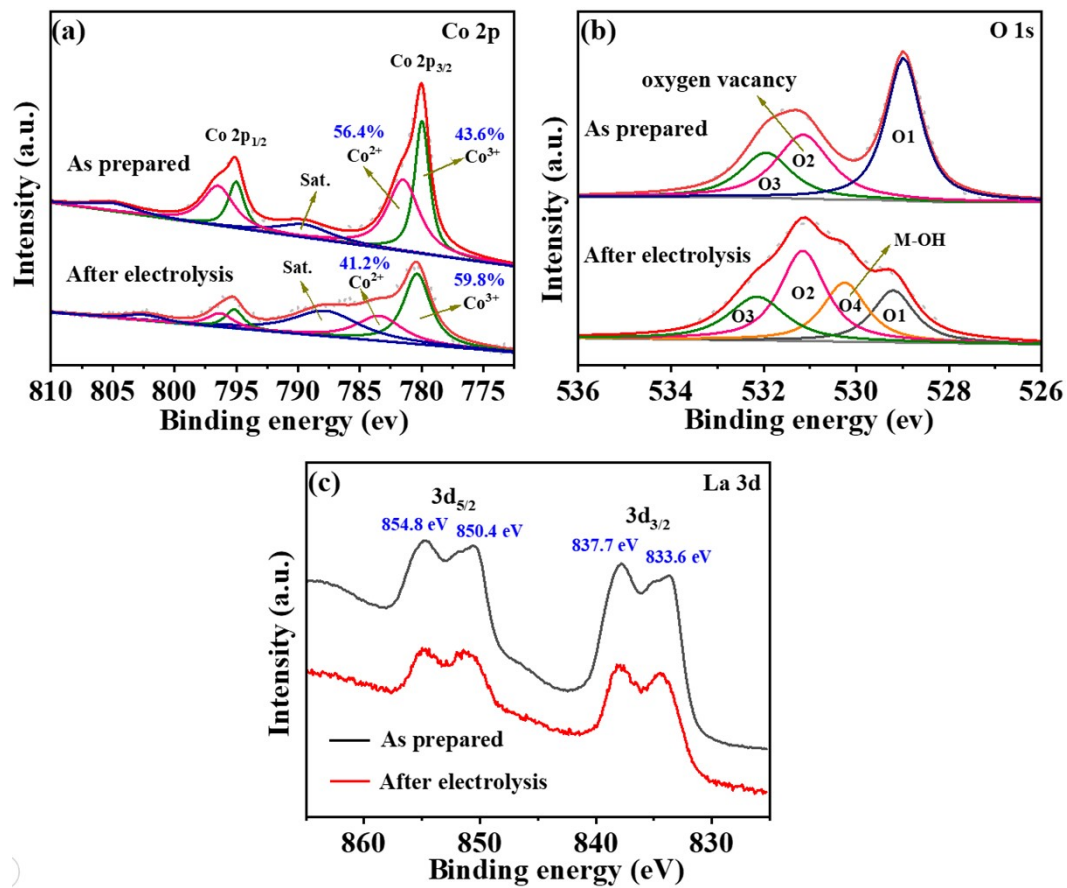 (a)
Co 2p
Co 2p3/2
56.4%
43.6%
Co 2p1/2
Co2+
Co3+
As prepared
Sat.
After electrolysis
Sat.
41.2%
Co2+
59.8%
Co3+
Intensity (a.u.)
810 805 800 795 790 785 780 775
Binding energy (ev)
(b)
O 1s
oxygen vacancy
As prepared
O1
O2
O3
After electrolysis
M-OH
O2
O3
O4
O1
Intensity (a.u.)
536 534 532 530 528 526
Binding energy (ev)
(c)
La 3d
3d5/2
854.8 eV
850.4 eV
3d3/2
837.7 eV
833.6 eV
As prepared
After electrolysis
Intensity (a.u.)
860 850 840 830
Binding energy (eV)
)